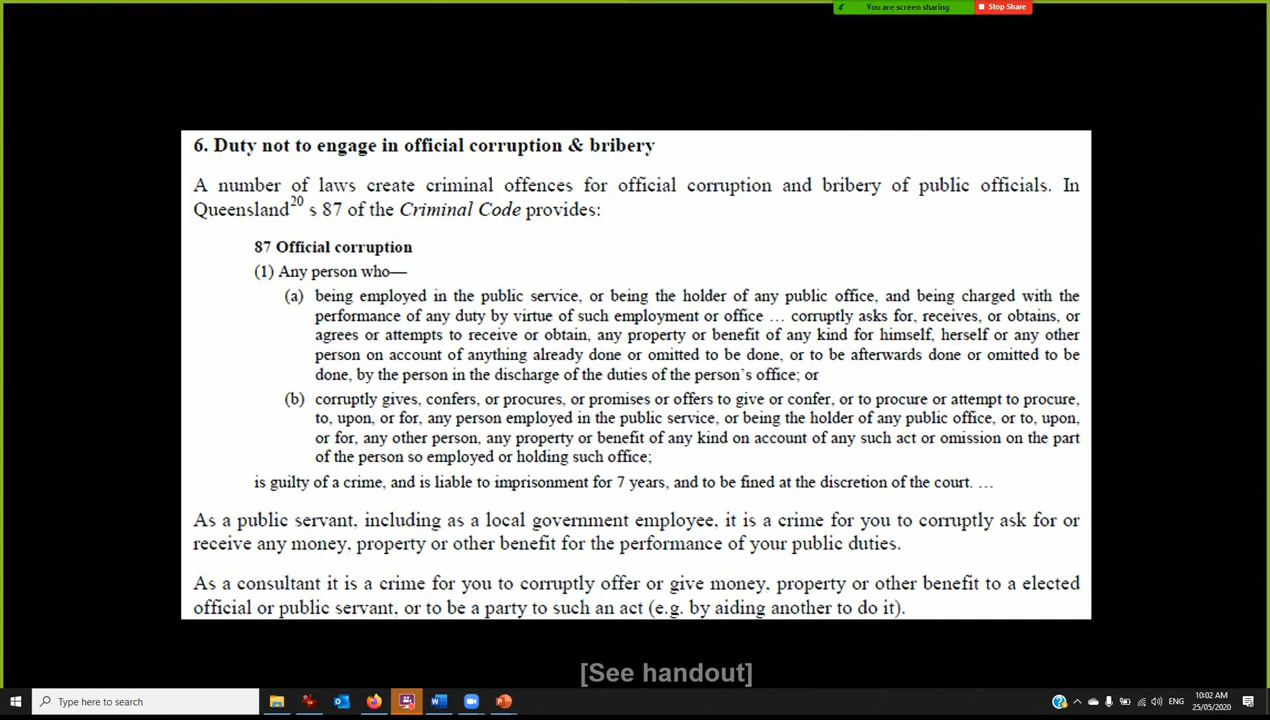 You are screen sharing
Stop Share
6. Duty not to engage in official corruption & bribery
A number of laws create criminal offences for official corruption and bribery of public officials. In
Queensland20 s 87 of the Criminal Code provides:
87 Official corruption
(1) Any person who—
(a) being employed in the public service, or being the holder of any public office, and being charged with the
performance of any duty by virtue of such employment or office … corruptly asks for, receives, or obtains, or
agrees or attempts to receive or obtain, any property or benefit of any kind for himself, herself or any other
person on account of anything already done or omitted to be done, or to be afterwards done or omitted to be
done, by the person in the discharge of the duties of the person's office; or
(b) corruptly gives, confers, or procures, or promises or offers to give or confer, or to procure or attempt to procure,
to, upon, or for, any person employed in the public service, or being the holder of any public office, or to, upon,
or for, any other person, any property or benefit of any kind on account of any such act or omission on the part
of the person so employed or holding such office;
is guilty of a crime, and is liable to imprisonment for 7 years, and to be fined at the discretion of the court. …
As a public servant, including as a local government employee, it is a crime for you to corruptly ask for or
receive any money, property or other benefit for the performance of your public duties.
As a consultant it is a crime for you to corruptly offer or give money, property or other benefit to a elected
official or public servant, or to be a party to such an act (e.g. by aiding another to do it).
[See handout]
Type here to search
ENG
10:02 AM
25/05/2020